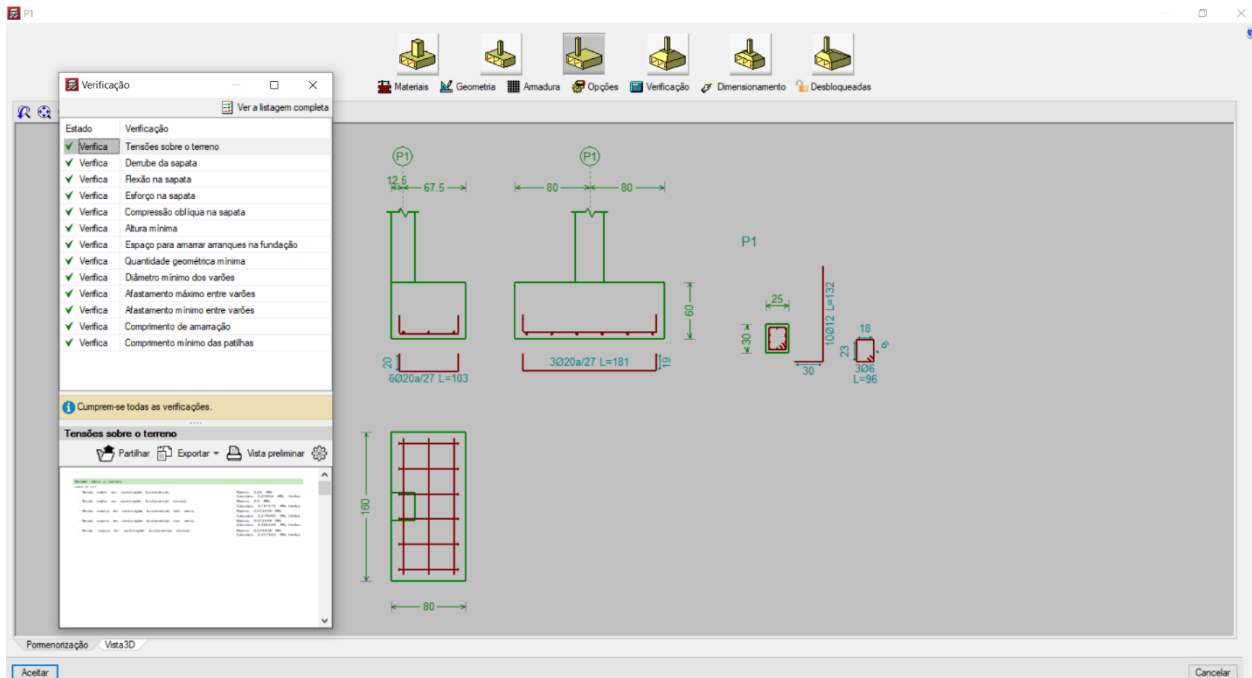 P1
Materiais Geometria Armadura Opções Verificação Dimensionamento Desbloqueadas
Verificação
Ver a listagem completa
Estado Verificação
Verifica Tensões sobre o terreno
Verifica Derrube da sapata
Verifica Flexão na sapata
Verifica Esforço na sapata
Verifica Compressão oblíqua na sapata
Verifica Altura mínima
Verifica Espaço para amarrar arranques na fundação
Verifica Quantidade geométrica mínima
Verifica Diâmetro mínimo dos varões
Verifica Afastamento máximo entre varões
Verifica Afastamento mínimo entre varões
Verifica Comprimento de amarração
Verifica Comprimento mínimo das patilhas
Cumprem-se todas as verificações.
Tensões sobre o terreno
Partilhar Exportar Vista preliminar
P1
12.5
67.5
20
6Ø20a/27 L=103
P1
80
80
60
3Ø20a/27 L=181
19
160
80
P1
25
30
10Ø12 L=132
30
18
23
6
3Ø6
L=96
Pormenorização Vista3D
Aceitar
Cancelar